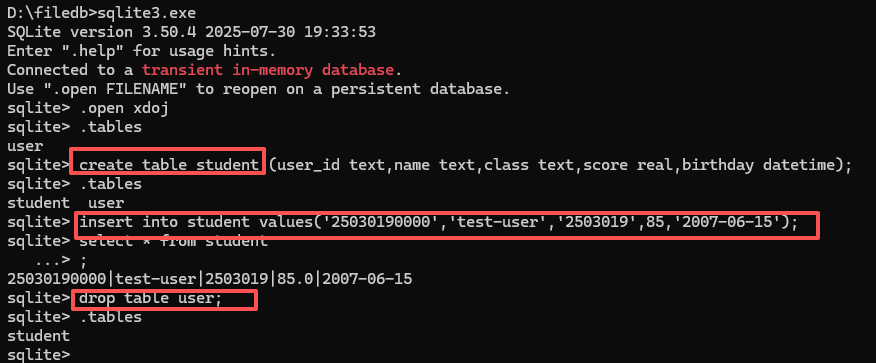 D:\filedb>sqlite3.exe
SQLite version 3.50.4 2025-07-30 19:33:53
Enter ".help" for usage hints.
Connected to a transient in-memory database.
Use ".open FILENAME" to reopen on a persistent database.
sqlite> .open xdoj
sqlite> .tables
user
sqlite> create table student (user_id text,name text,class text,score real,birthday datetime);
sqlite> .tables
student  user
sqlite> insert into student values('25030190000','test-user','2503019',85,'2007-06-15');
sqlite> select * from student
   ...> ;
25030190000|test-user|2503019|85.0|2007-06-15
sqlite> drop table user;
sqlite> .tables
student
sqlite>